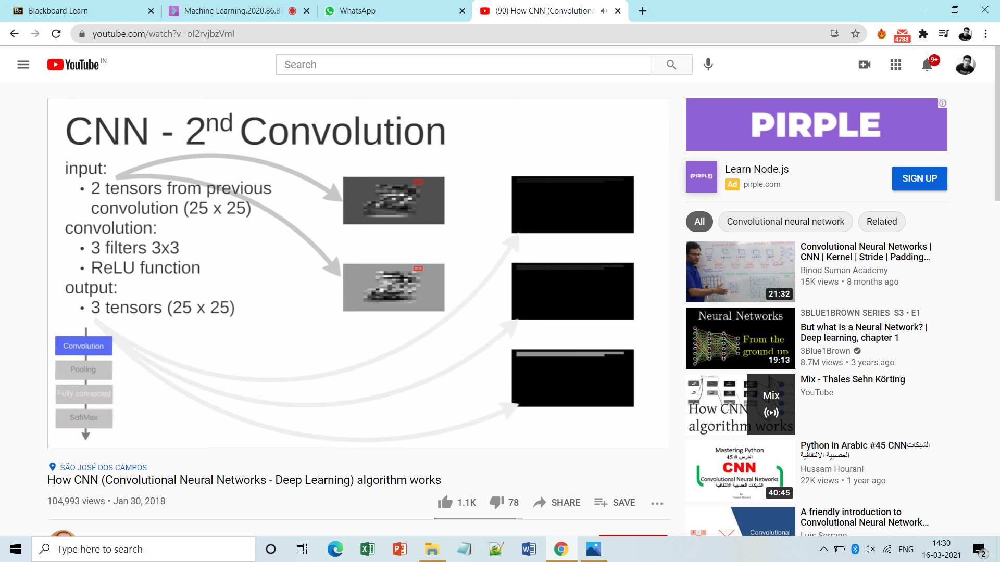 Blackboard Learn
Machine Learning.2020.86.BT
WhatsApp
(90) How CNN (Convolutiona
youtube.com/watch?v=oI2rvjbzVmI
4788
YouTube IN
Search
9+
CNN - 2nd Convolution
input:
• 2 tensors from previous
convolution (25 x 25)
convolution:
• 3 filters 3x3
• ReLU function
output:
• 3 tensors (25 x 25)
Convolution
Pooling
Fully connected
SoftMax
SÃO JOSÉ DOS CAMPOS
How CNN (Convolutional Neural Networks - Deep Learning) algorithm works
104,993 views • Jan 30, 2018
1.1K
78
SHARE
SAVE
PIRPLE
{PIRPLE}
Learn Node.js
Ad pirple.com
SIGN UP
All
Convolutional neural network
Related
21:32
Convolutional Neural Networks |
CNN | Kernel | Stride | Padding...
Binod Suman Academy
15K views • 8 months ago
Neural Networks
From the
ground up
19:13
3BLUE1BROWN SERIES S3 • E1
But what is a Neural Network? |
Deep learning, chapter 1
3Blue1Brown
8.7M views • 3 years ago
How CNN
algorithm works
Mix
Mix - Thales Sehn Körting
YouTube
Mastering Python
الدرس # 45
CNN
Convolutional Neural Networks
الشبكات العصبية الالتفافية
By:
Hussam Hourani
40:45
Python in Arabic #45 CNNالشبكات
العصبية الالتفافية
Hussam Hourani
22K views • 1 year ago
Convolutional
A friendly introduction to
Convolutional Neural Network...
Luis Serrano
Type here to search
ENG
14:30
16-03-2021
2